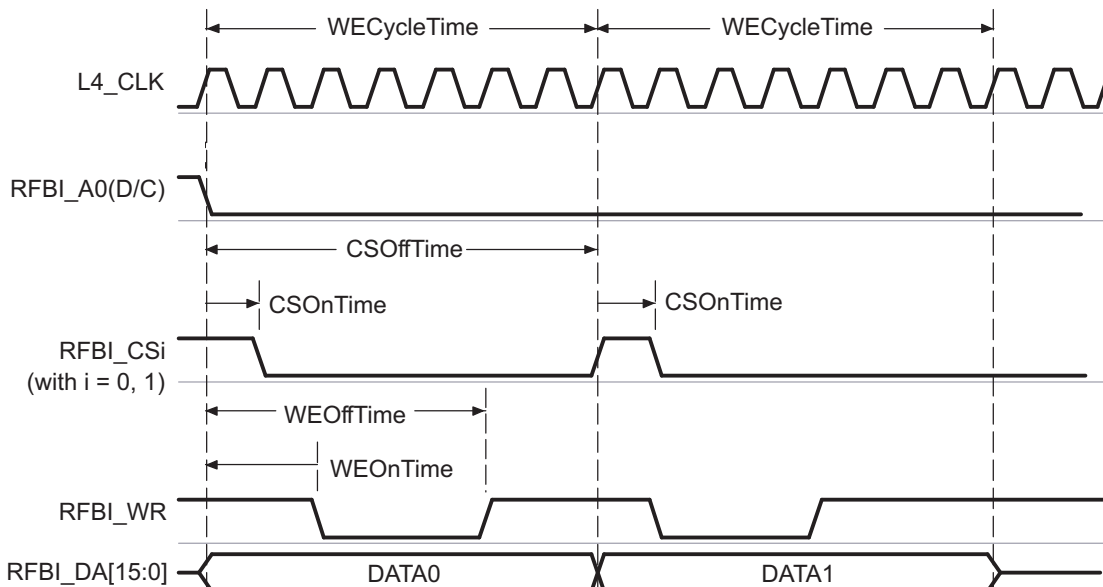 WECycleTime WECycleTime
L4_CLK
RFBI_A0(D/C)
CSOffTime
CSOnTime CSOnTime
RFBI_CSi
(with i = 0, 1)
WEOffTime
WEOnTime
RFBI_WR
RFBI_DA[15:0] DATA0 DATA1